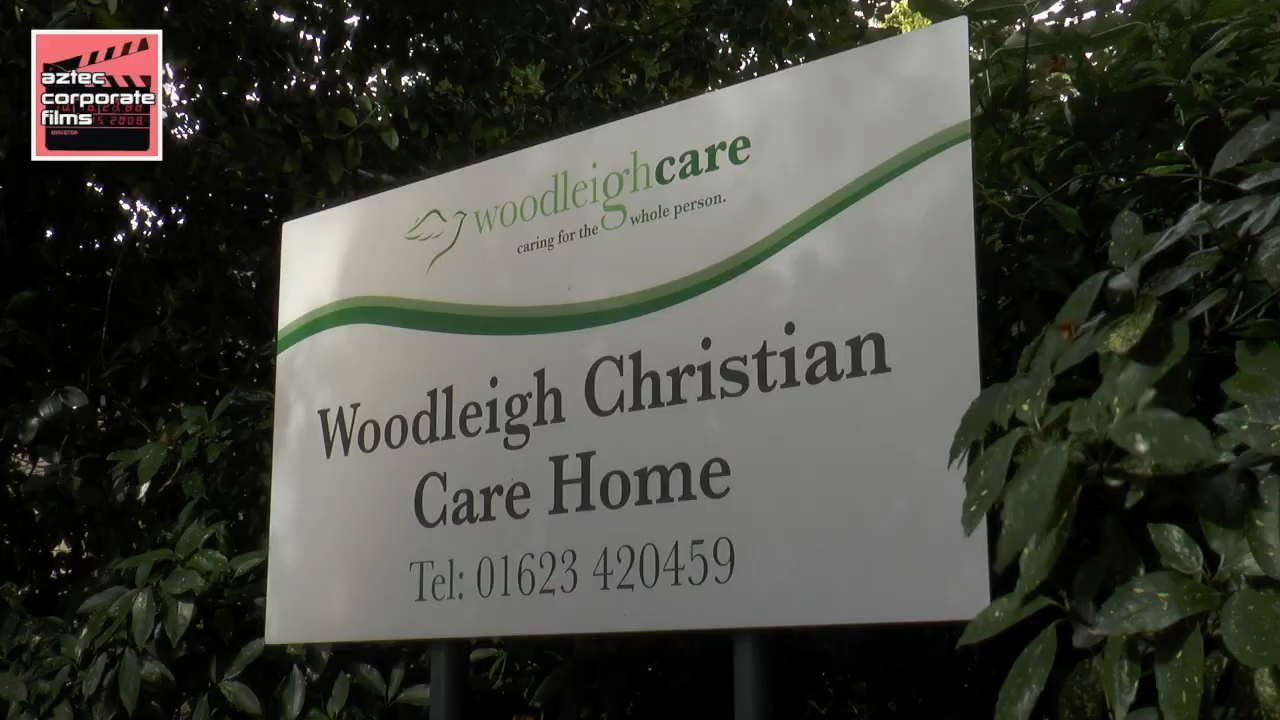 aztec
corporate
films
woodleighcare
caring for the whole person.
Woodleigh Christian
Care Home
Tel: 01623 420459